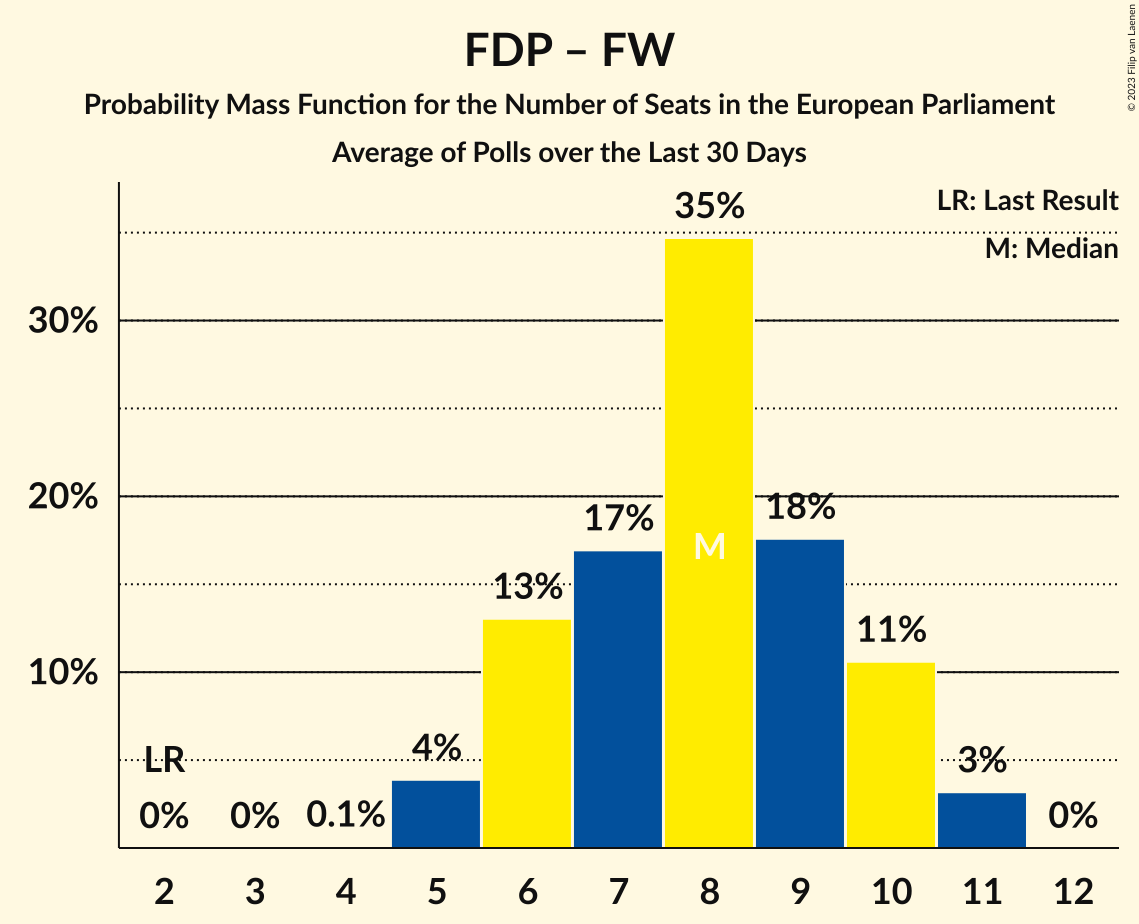 FDP – FW
Probability Mass Function for the Number of Seats in the European Parliament
Average of Polls over the Last 30 Days
© 2023 Filip van Laenen
LR: Last Result
M: Median
35%
30%
20%
18%
17%
M
13%
11%
10%
LR
4%
3%
0%
0%
0.1%
0%
2 3 4 5 6 7 8 9 10 11 12